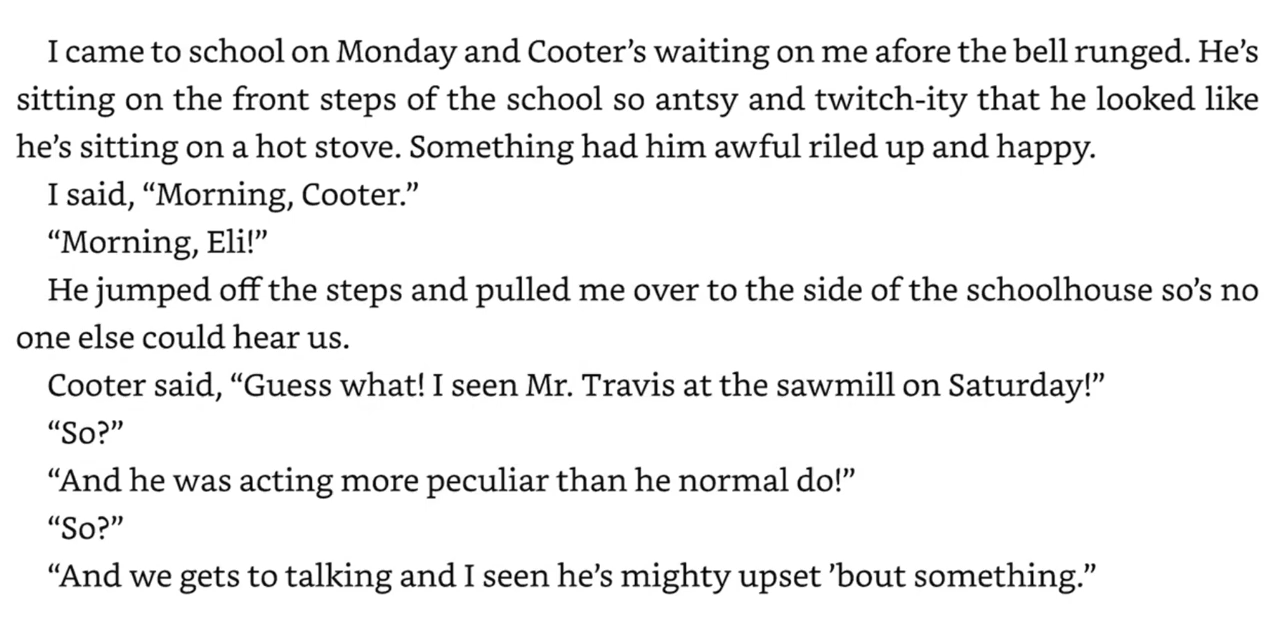 I came to school on Monday and Cooter’s waiting on me afore the bell runged. He’s
sitting on the front steps of the school so antsy and twitch-ity that he looked like
he’s sitting on a hot stove. Something had him awful riled up and happy.
I said, “Morning, Cooter.”
“Morning, Eli!”
He jumped off the steps and pulled me over to the side of the schoolhouse so’s no
one else could hear us.
Cooter said, “Guess what! I seen Mr. Travis at the sawmill on Saturday!”
“So?”
“And he was acting more peculiar than he normal do!”
“So?”
“And we gets to talking and I seen he’s mighty upset ’bout something.”